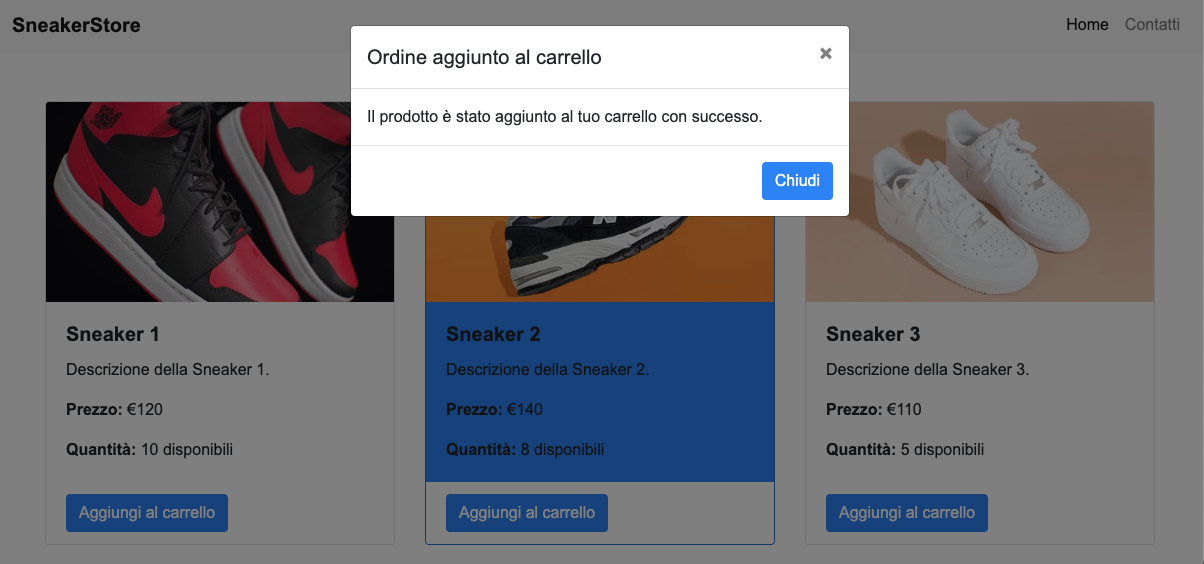 SneakerStore
Home
Contatti
Ordine aggiunto al carrello
×
Il prodotto è stato aggiunto al tuo carrello con successo.
Chiudi
N
Sneaker 1
Descrizione della Sneaker 1.
Prezzo: €120
Quantità: 10 disponibili
Aggiungi al carrello
Sneaker 2
Descrizione della Sneaker 2.
Prezzo: €140
Quantità: 8 disponibili
Aggiungi al carrello
Sneaker 3
Descrizione della Sneaker 3.
Prezzo: €110
Quantità: 5 disponibili
Aggiungi al carrello